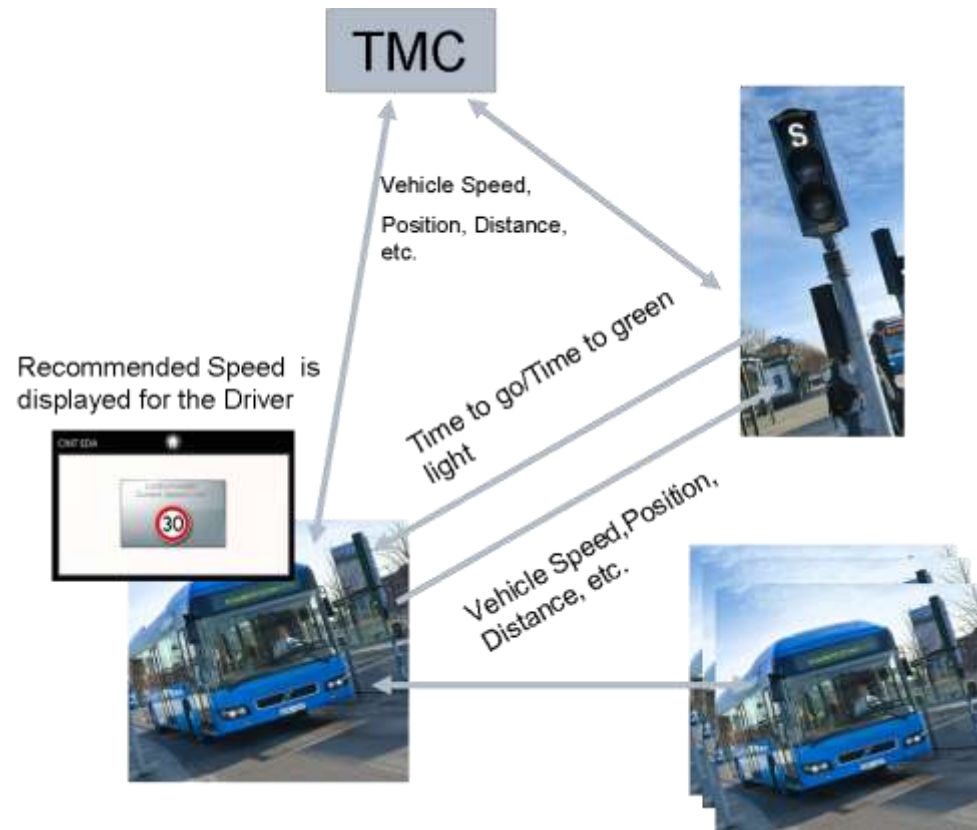 TMC
S
Vehicle Speed,
Position, Distance,
etc.
Time to go/Time to green
light
Recommended Speed is
displayed for the Driver
30
Vehicle Speed,Position,
Distance, etc.